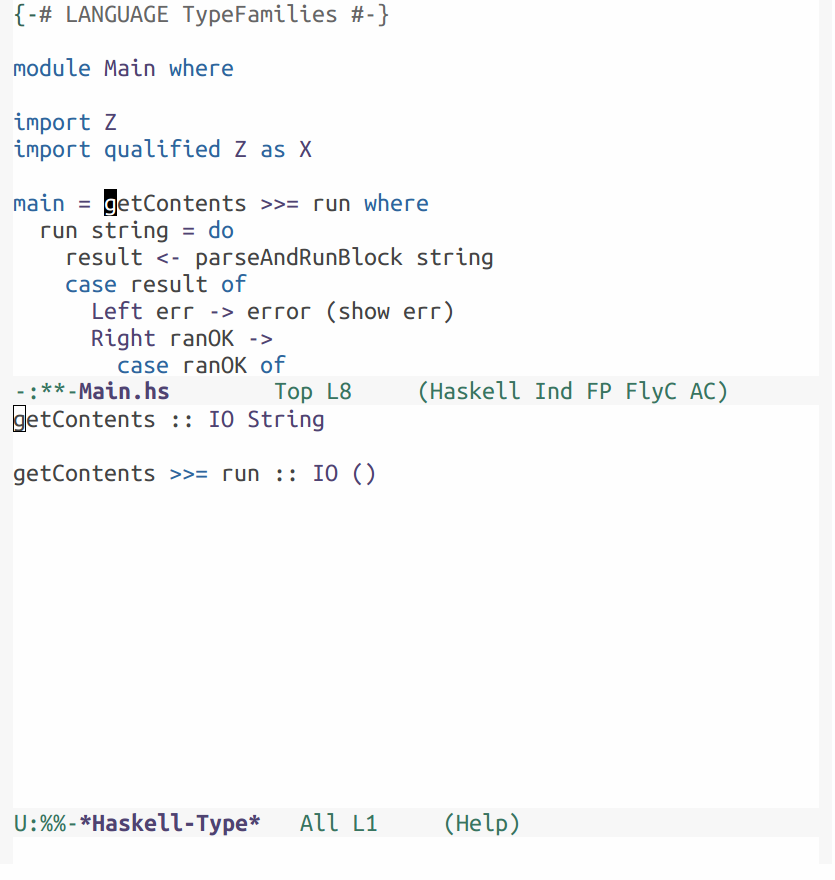 {-# LANGUAGE TypeFamilies #-}
module Main where
import Z
import qualified Z as X
main = getContents >>= run where
  run string = do
    result <- parseAndRunBlock string
    case result of
      Left err -> error (show err)
      Right ranOK ->
        case ranOK of
-:**-Main.hs        Top L8     (Haskell Ind FP FlyC AC)
getContents :: IO String
getContents >>= run :: IO ()
U:%%-*Haskell-Type*   All L1     (Help)